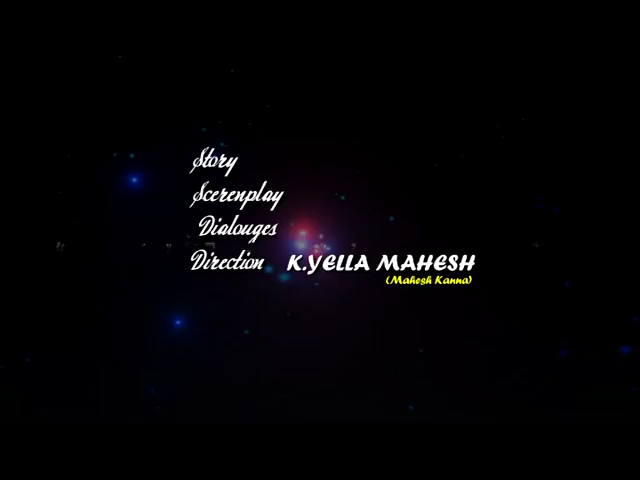 Story
Scerenplay
Dialouges
Direction K.YELLA MAHESH
(Mahesh Kanna)